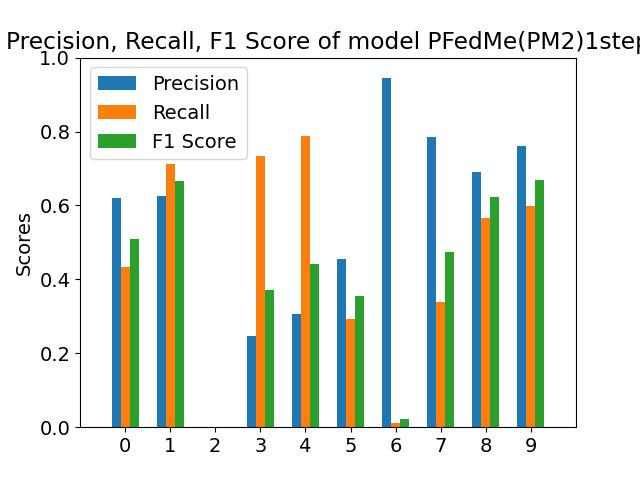 Precision, Recall, F1 Score of model PFedMe(PM2)1step
1.0
0.8
0.6
0.4
0.2
0.0
Scores
Precision
Recall
F1 Score
0 1 2 3 4 5 6 7 8 9